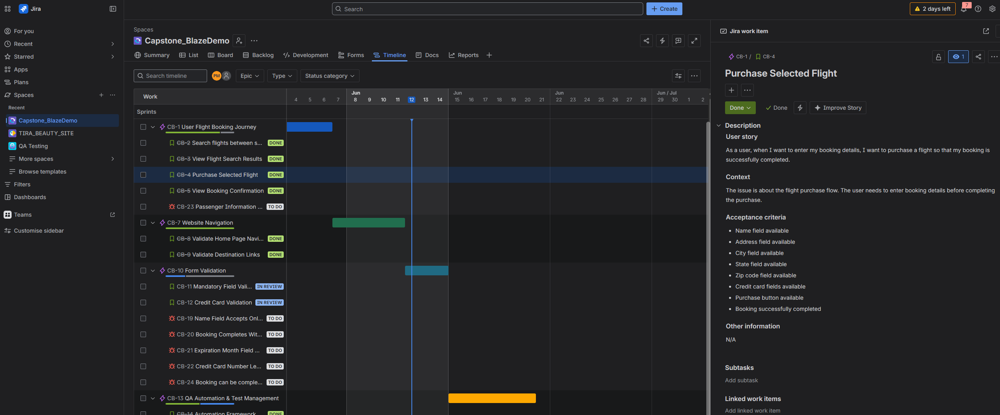 Jira
Search
Create
2 days left
7
For you
Recent
Starred
Apps
Plans
Spaces
Recent
Capstone_BlazeDemo
TIRA_BEAUTY_SITE
QA Testing
More spaces
Browse templates
Filters
Dashboards
Teams
Customise sidebar
Spaces
Capstone_BlazeDemo
Summary List Board Backlog Development Forms Timeline Docs Reports
Search timeline PM Epic Type Status category
Work
Jun Jun Jun Jun / Jul
4 5 6 7 8 9 10 11 12 13 14 15 16 17 18 19 20 21 22 23 24 25 26 27 28 29 30 1 2
Sprints
CB-1 User Flight Booking Journey
CB-2 Search flights between s... DONE
CB-3 View Flight Search Results DONE
CB-4 Purchase Selected Flight DONE
CB-5 View Booking Confirmation DONE
CB-23 Passenger Information ... TO DO
CB-7 Website Navigation
CB-8 Validate Home Page Navi... DONE
CB-9 Validate Destination Links DONE
CB-10 Form Validation
CB-11 Mandatory Field Vali... IN REVIEW
CB-12 Credit Card Validation IN REVIEW
CB-19 Name Field Accepts Onl... TO DO
CB-20 Booking Completes Wit... TO DO
CB-21 Expiration Month Field ... TO DO
CB-22 Credit Card Number Le... TO DO
CB-24 Booking can be comple... TO DO
CB-13 QA Automation & Test Management
CB-14 Automation Framework DONE
Jira work item
CB-1 / CB-4
1
Purchase Selected Flight
Done Done Improve Story
Description
User story
As a user, when I want to enter my booking details, I want to purchase a flight so that my booking is
successfully completed.
Context
The issue is about the flight purchase flow. The user needs to enter booking details before completing
the purchase.
Acceptance criteria
• Name field available
• Address field available
• City field available
• State field available
• Zip code field available
• Credit card fields available
• Purchase button available
• Booking successfully completed
Other information
N/A
Subtasks
Add subtask
Linked work items
Add linked work item